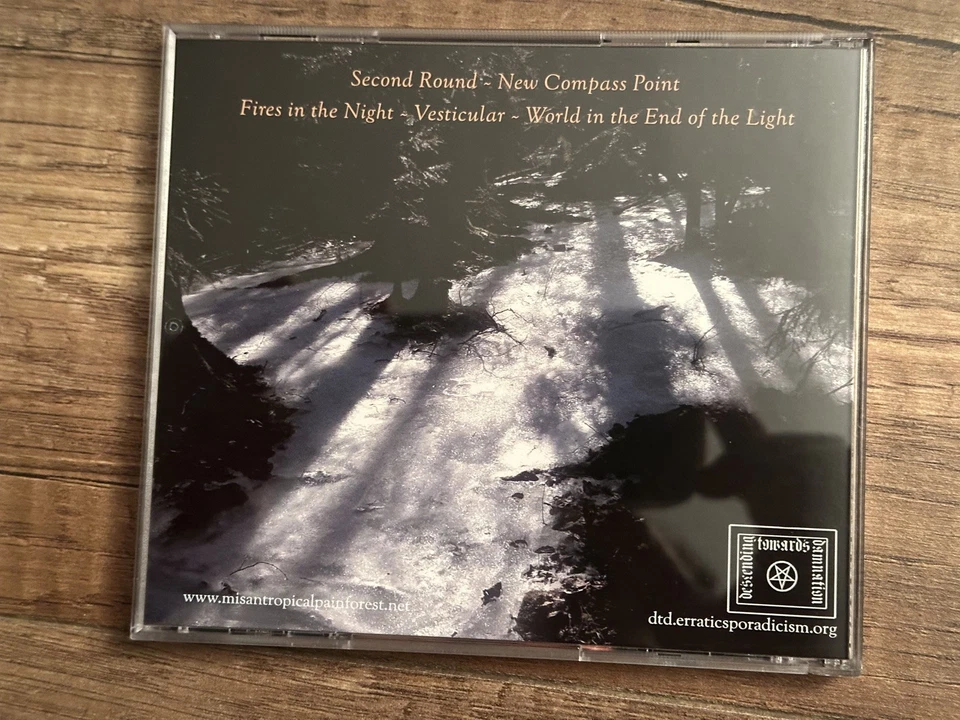 Second Round ~ New Compass Point
Fires in the Night ~ Vesticular ~ World in the End of the Light
descending
towards
damnation
www.misantropicalpainforest.net
dtd.erraticsporadicism.org